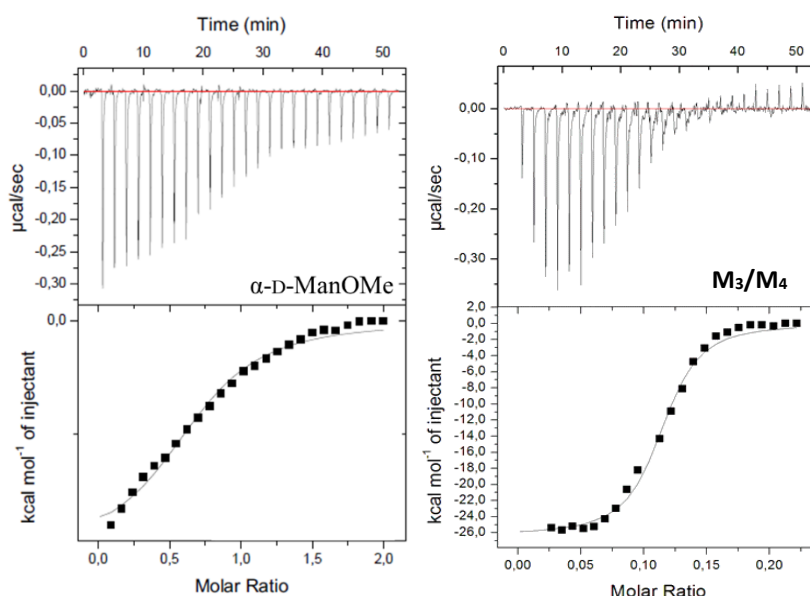 Time (min)
0 10 20 30 40 50
µcal/sec
0,00
-0,05
-0,10
-0,15
-0,20
-0,25
-0,30
α-D-ManOMe
kcal mol⁻¹ of injectant
0,0
0,0 0,5 1,0 1,5 2,0
Molar Ratio
Time (min)
0 10 20 30 40 50
µcal/sec
0,00
-0,10
-0,20
-0,30
M₃/M₄
kcal mol⁻¹ of injectant
2,0
0,0
-2,0
-4,0
-6,0
-8,0
-10,0
-12,0
-14,0
-16,0
-18,0
-20,0
-22,0
-24,0
-26,0
0,00 0,05 0,10 0,15 0,20
Molar Ratio